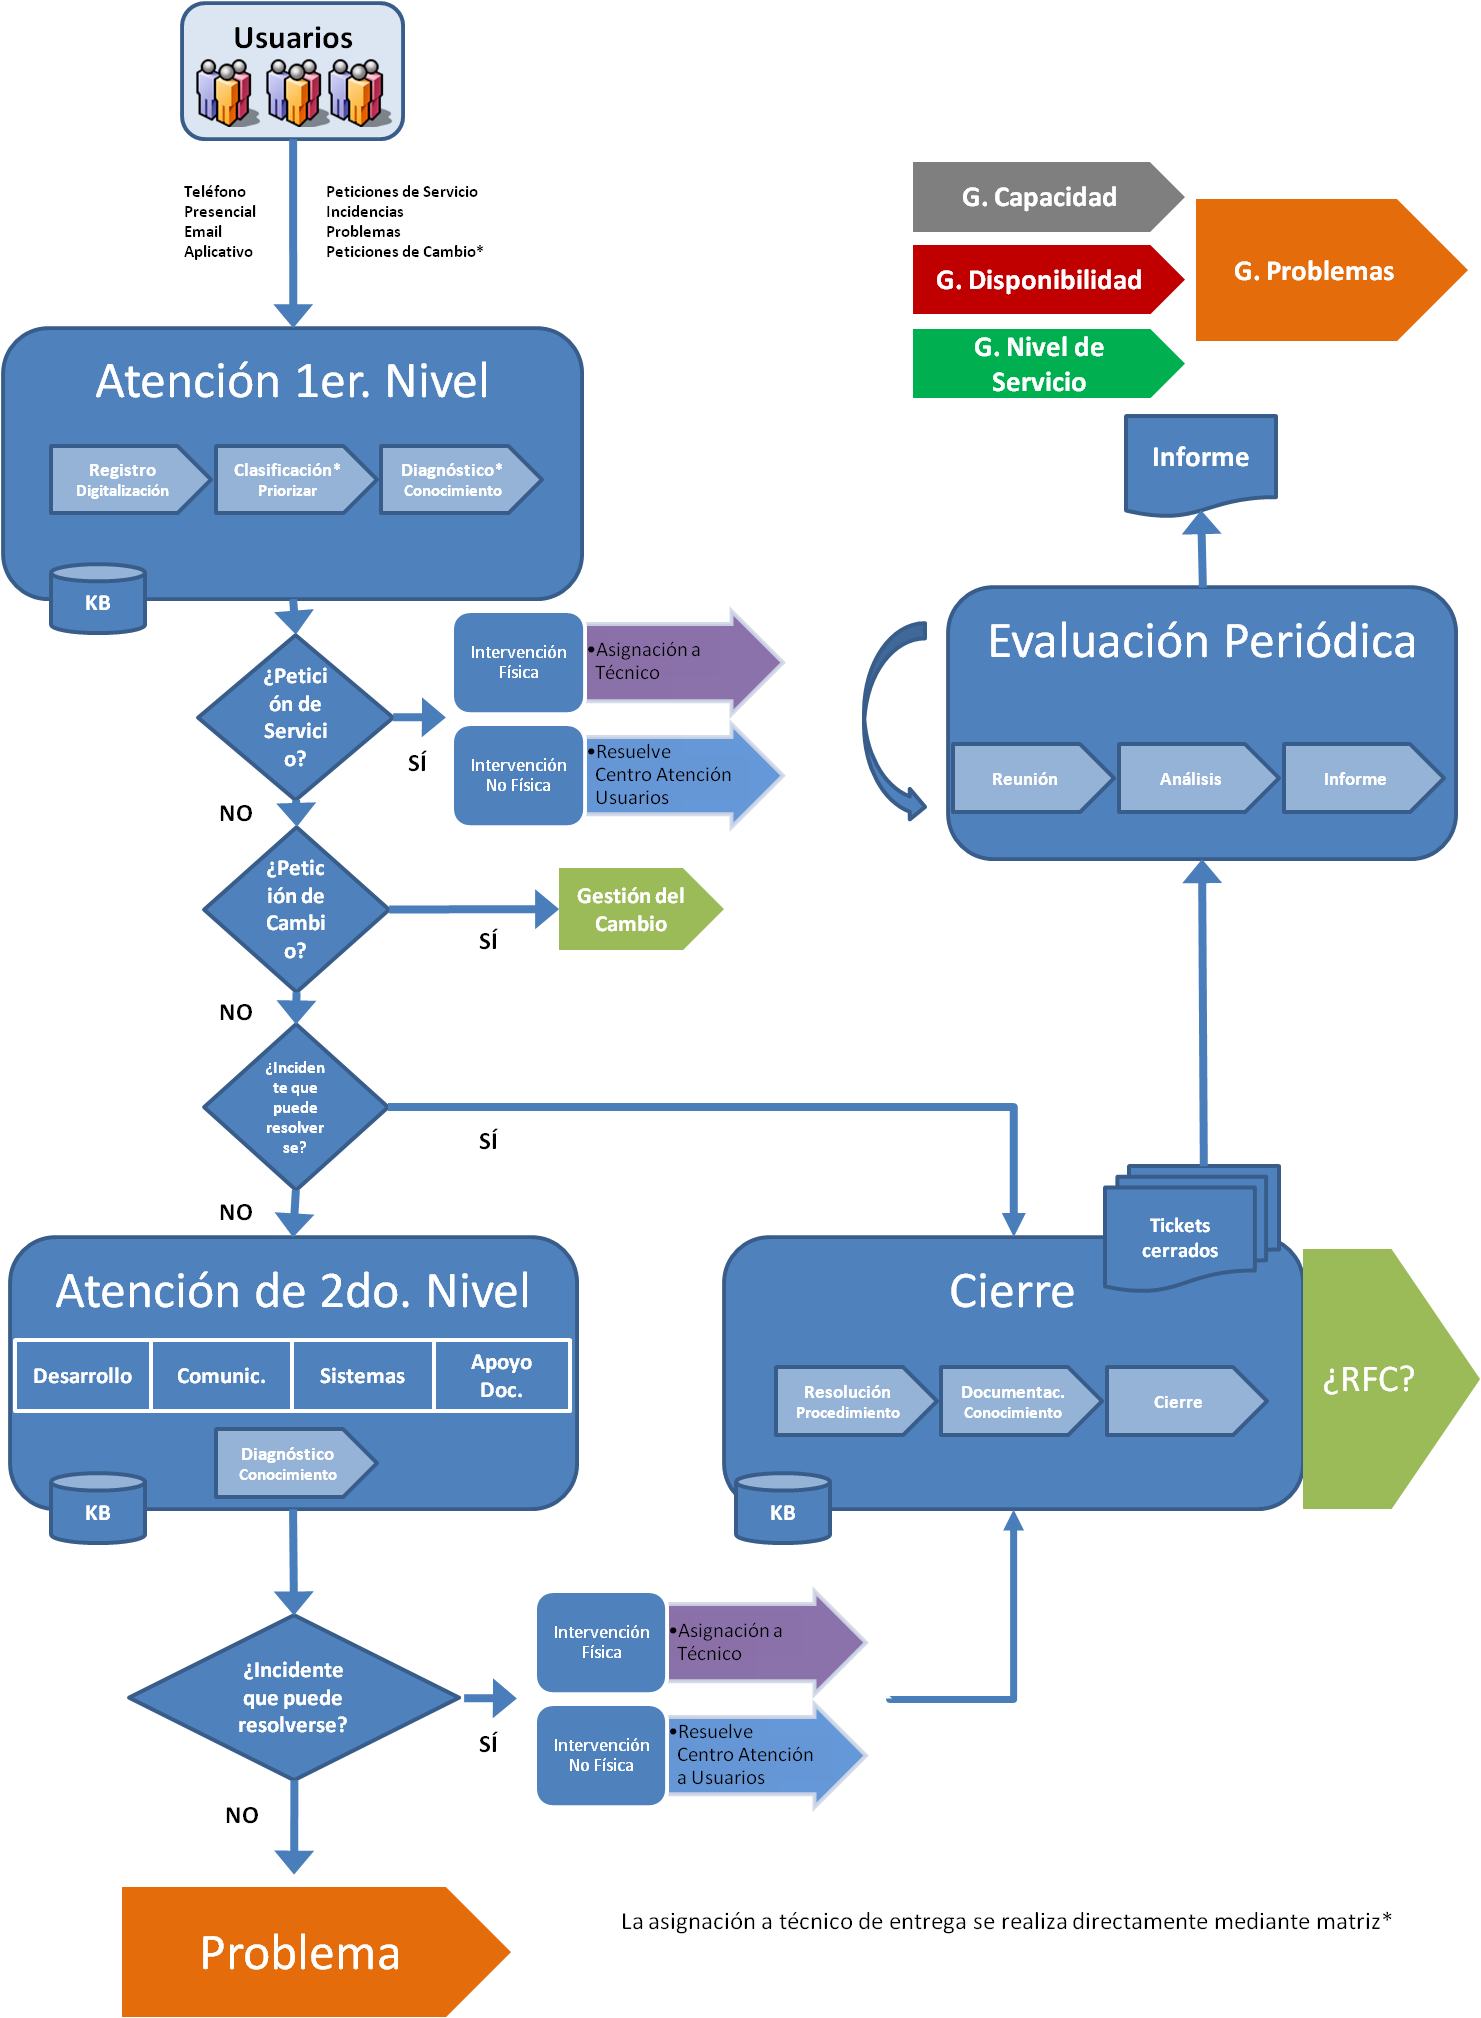 Usuarios
Teléfono
Presencial
Email
Aplicativo
Peticiones de Servicio
Incidencias
Problemas
Peticiones de Cambio*
Atención 1er. Nivel
Registro
Digitalización
Clasificación*
Priorizar
Diagnóstico*
Conocimiento
KB
¿Petici
ón de
Servici
o?
SÍ
Intervención
Física
•Asignación a
Técnico
Intervención
No Física
•Resuelve
Centro Atención
Usuarios
NO
¿Petic
ión de
Cambi
o?
SÍ
Gestión del
Cambio
NO
¿Inciden
te que
puede
resolver
se?
SÍ
NO
Atención de 2do. Nivel
Desarrollo
Comunic.
Sistemas
Apoyo
Doc.
Diagnóstico
Conocimiento
KB
¿Incidente
que puede
resolverse?
SÍ
Intervención
Física
•Asignación a
Técnico
Intervención
No Física
•Resuelve
Centro Atención
a Usuarios
NO
Problema
Cierre
Tickets
cerrados
Resolución
Procedimiento
Documentac.
Conocimiento
Cierre
KB
¿RFC?
Evaluación Periódica
Reunión
Análisis
Informe
Informe
G. Capacidad
G. Disponibilidad
G. Nivel de
Servicio
G. Problemas
La asignación a técnico de entrega se realiza directamente mediante matriz*